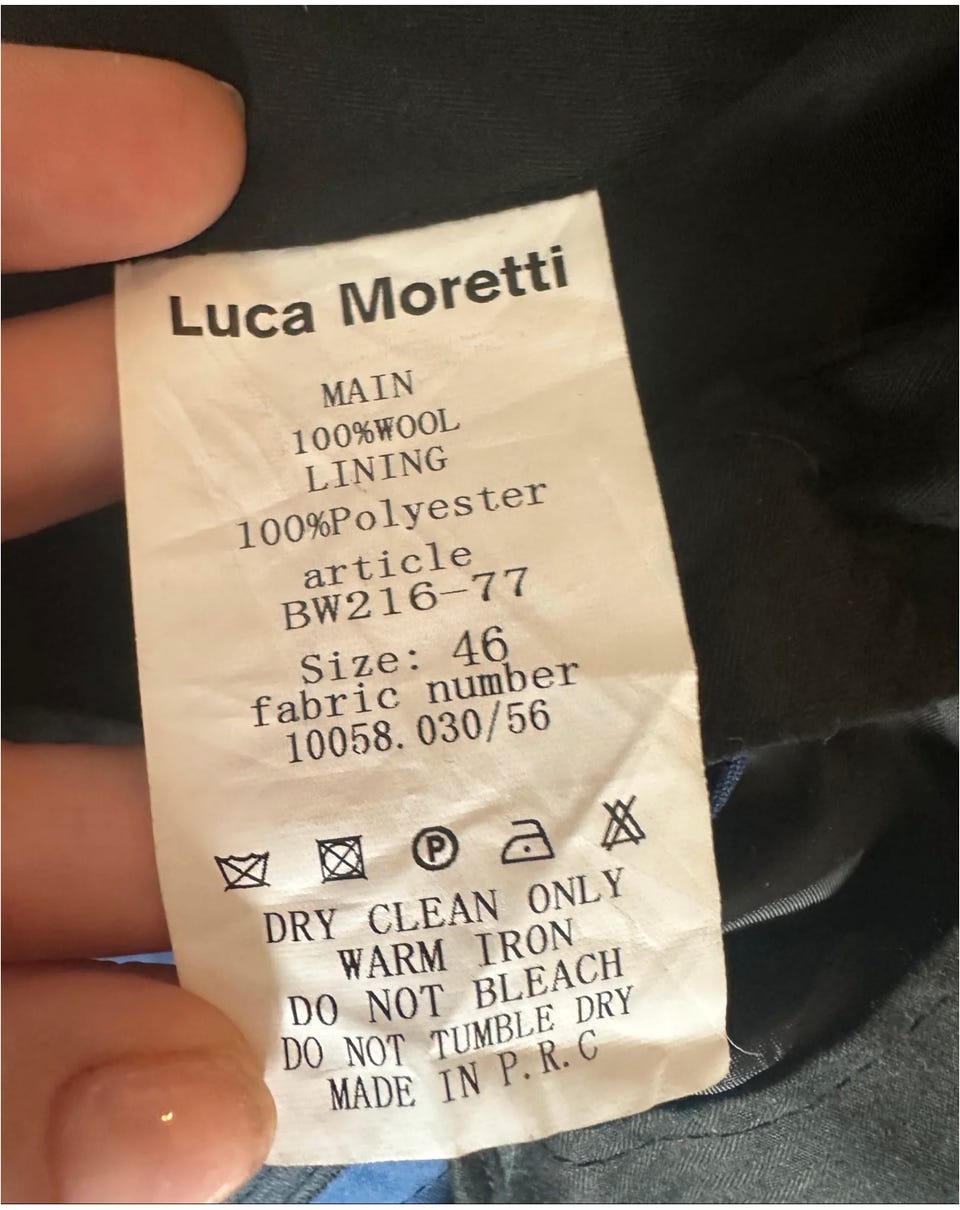 Luca Moretti
MAIN
100%WOOL
LINING
100%Polyester
article
BW216-77
Size: 46
fabric number
10058.030/56
P
DRY CLEAN ONLY
WARM IRON
DO NOT BLEACH
DO NOT TUMBLE DRY
MADE IN P.R.C